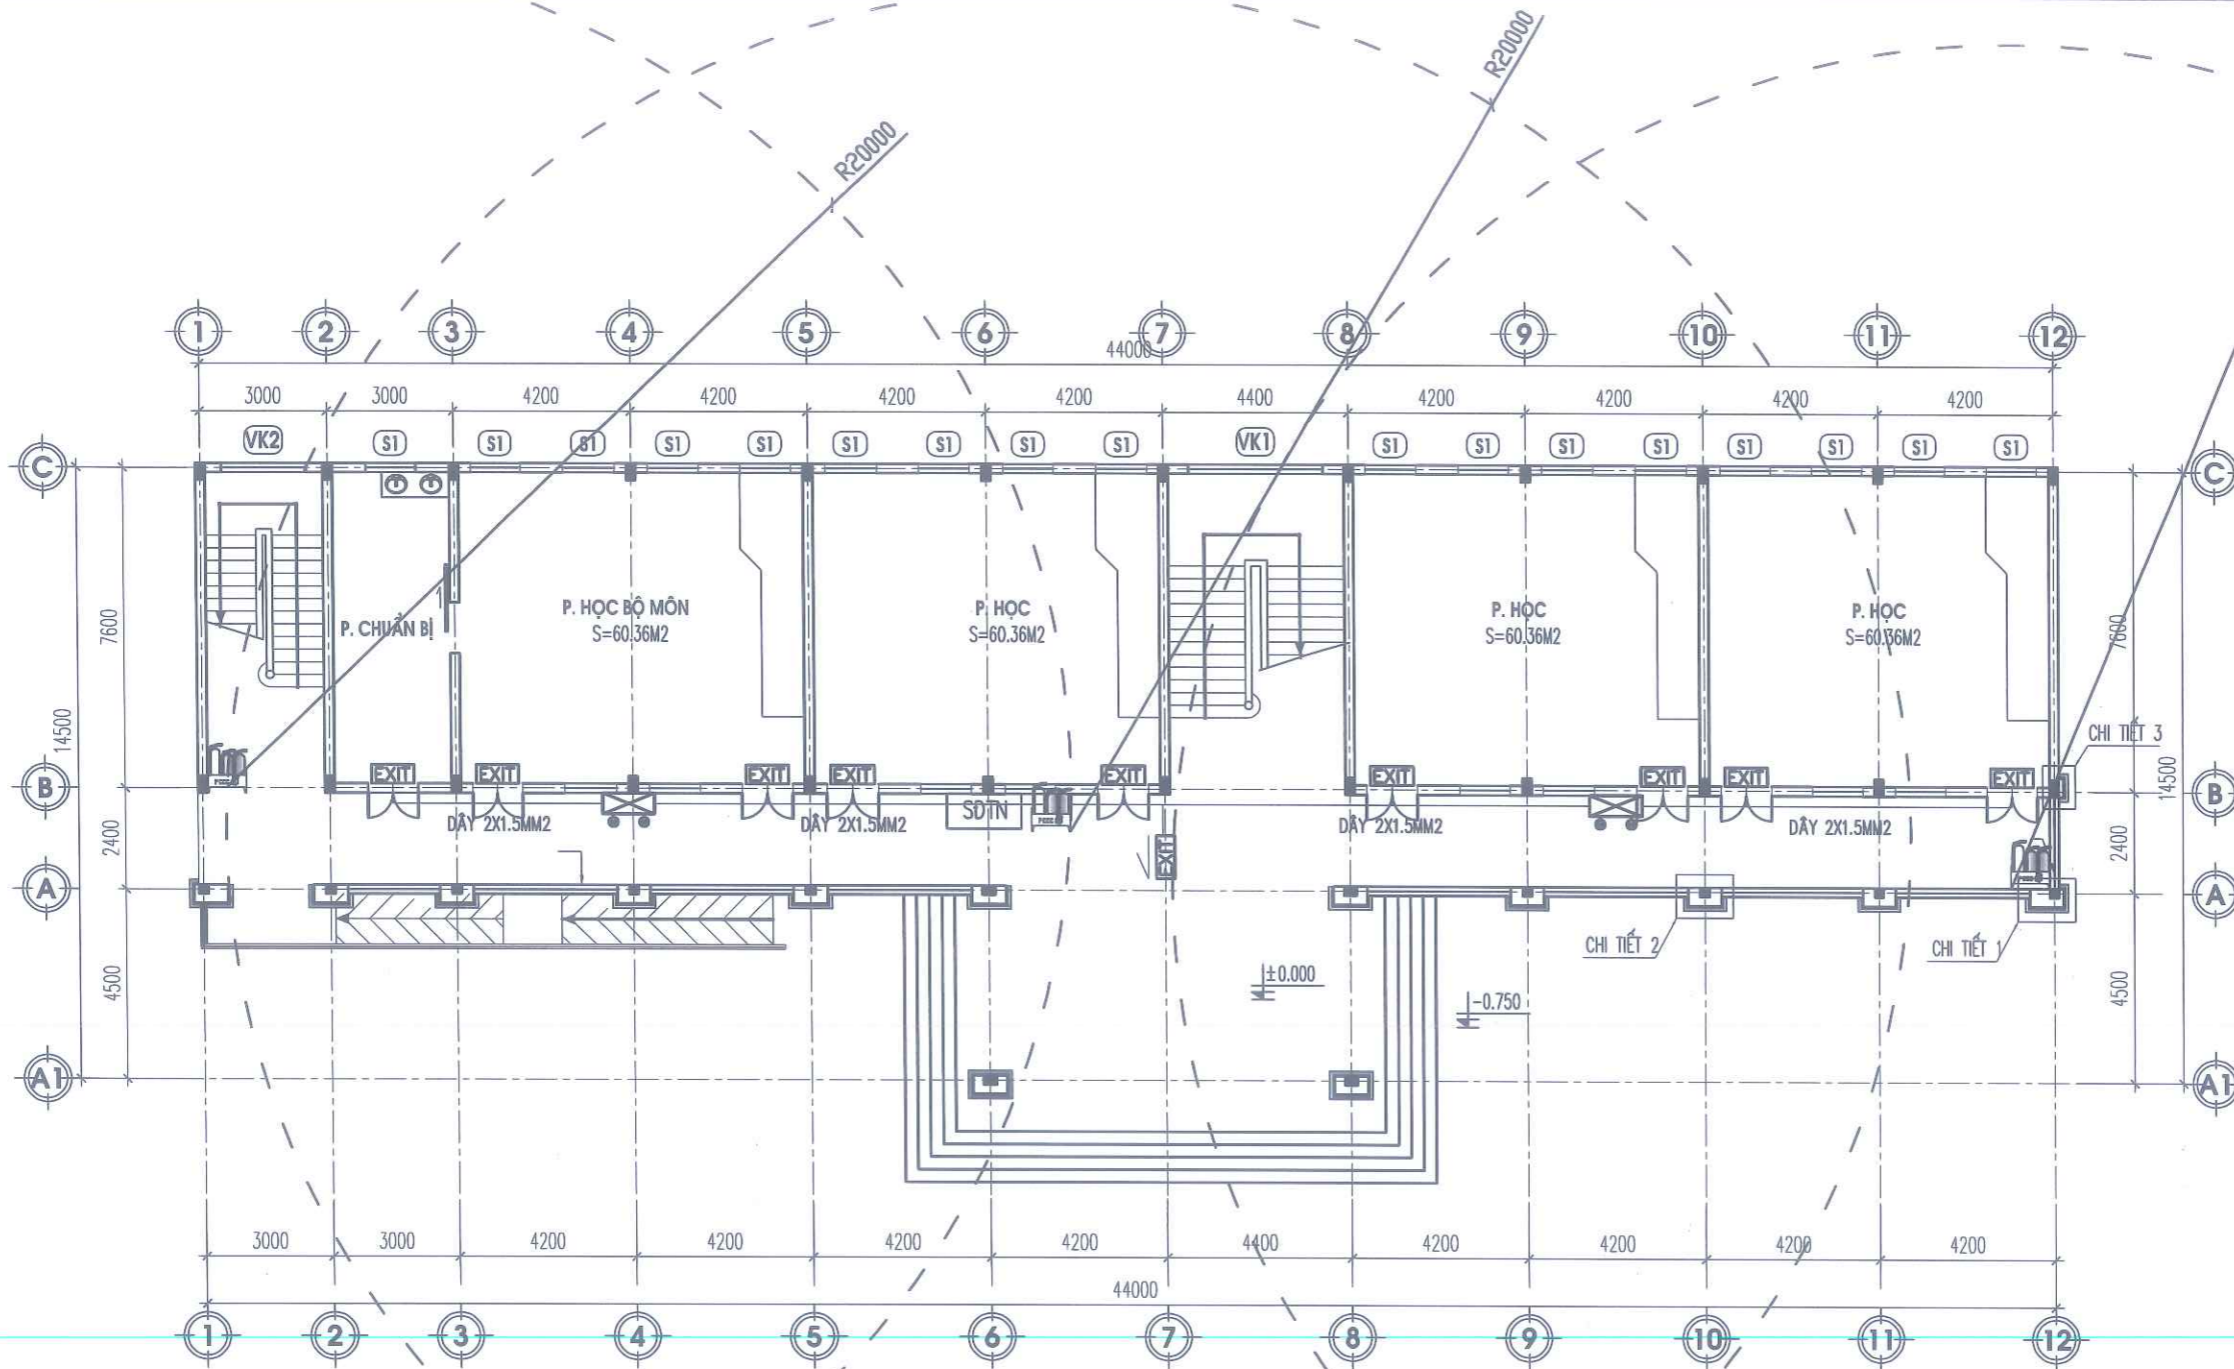 R20000
R20000
1 2 3 4 5 6 7 8 9 10 11 12
44000
3000 3000 4200 4200 4200 4200 4400 4200 4200 4200 4200
VK2 S1 S1 S1 S1 S1 S1 S1 S1 S1 VK1 S1 S1 S1 S1 S1 S1 S1 S1
C C
P. HỌC BỘ MÔN
S=60.36M2
P. HỌC
S=60.36M2
P. HỌC
S=60.36M2
P. HỌC
S=60.36M2
P. CHUẨN BỊ
7600 7600
14500 14500
CHI TIẾT 3
B B
EXIT EXIT EXIT EXIT EXIT EXIT EXIT EXIT EXIT
SĐTN
DÂY 2X1.5MM2 DÂY 2X1.5MM2 DÂY 2X1.5MM2 DÂY 2X1.5MM2
2400 2400
EXIT
A A
CHI TIẾT 2 CHI TIẾT 1
±0.000
-0.750
4500 4500
A1 A1
3000 3000 4200 4200 4200 4200 4400 4200 4200 4200 4200
44000
1 2 3 4 5 6 7 8 9 10 11 12